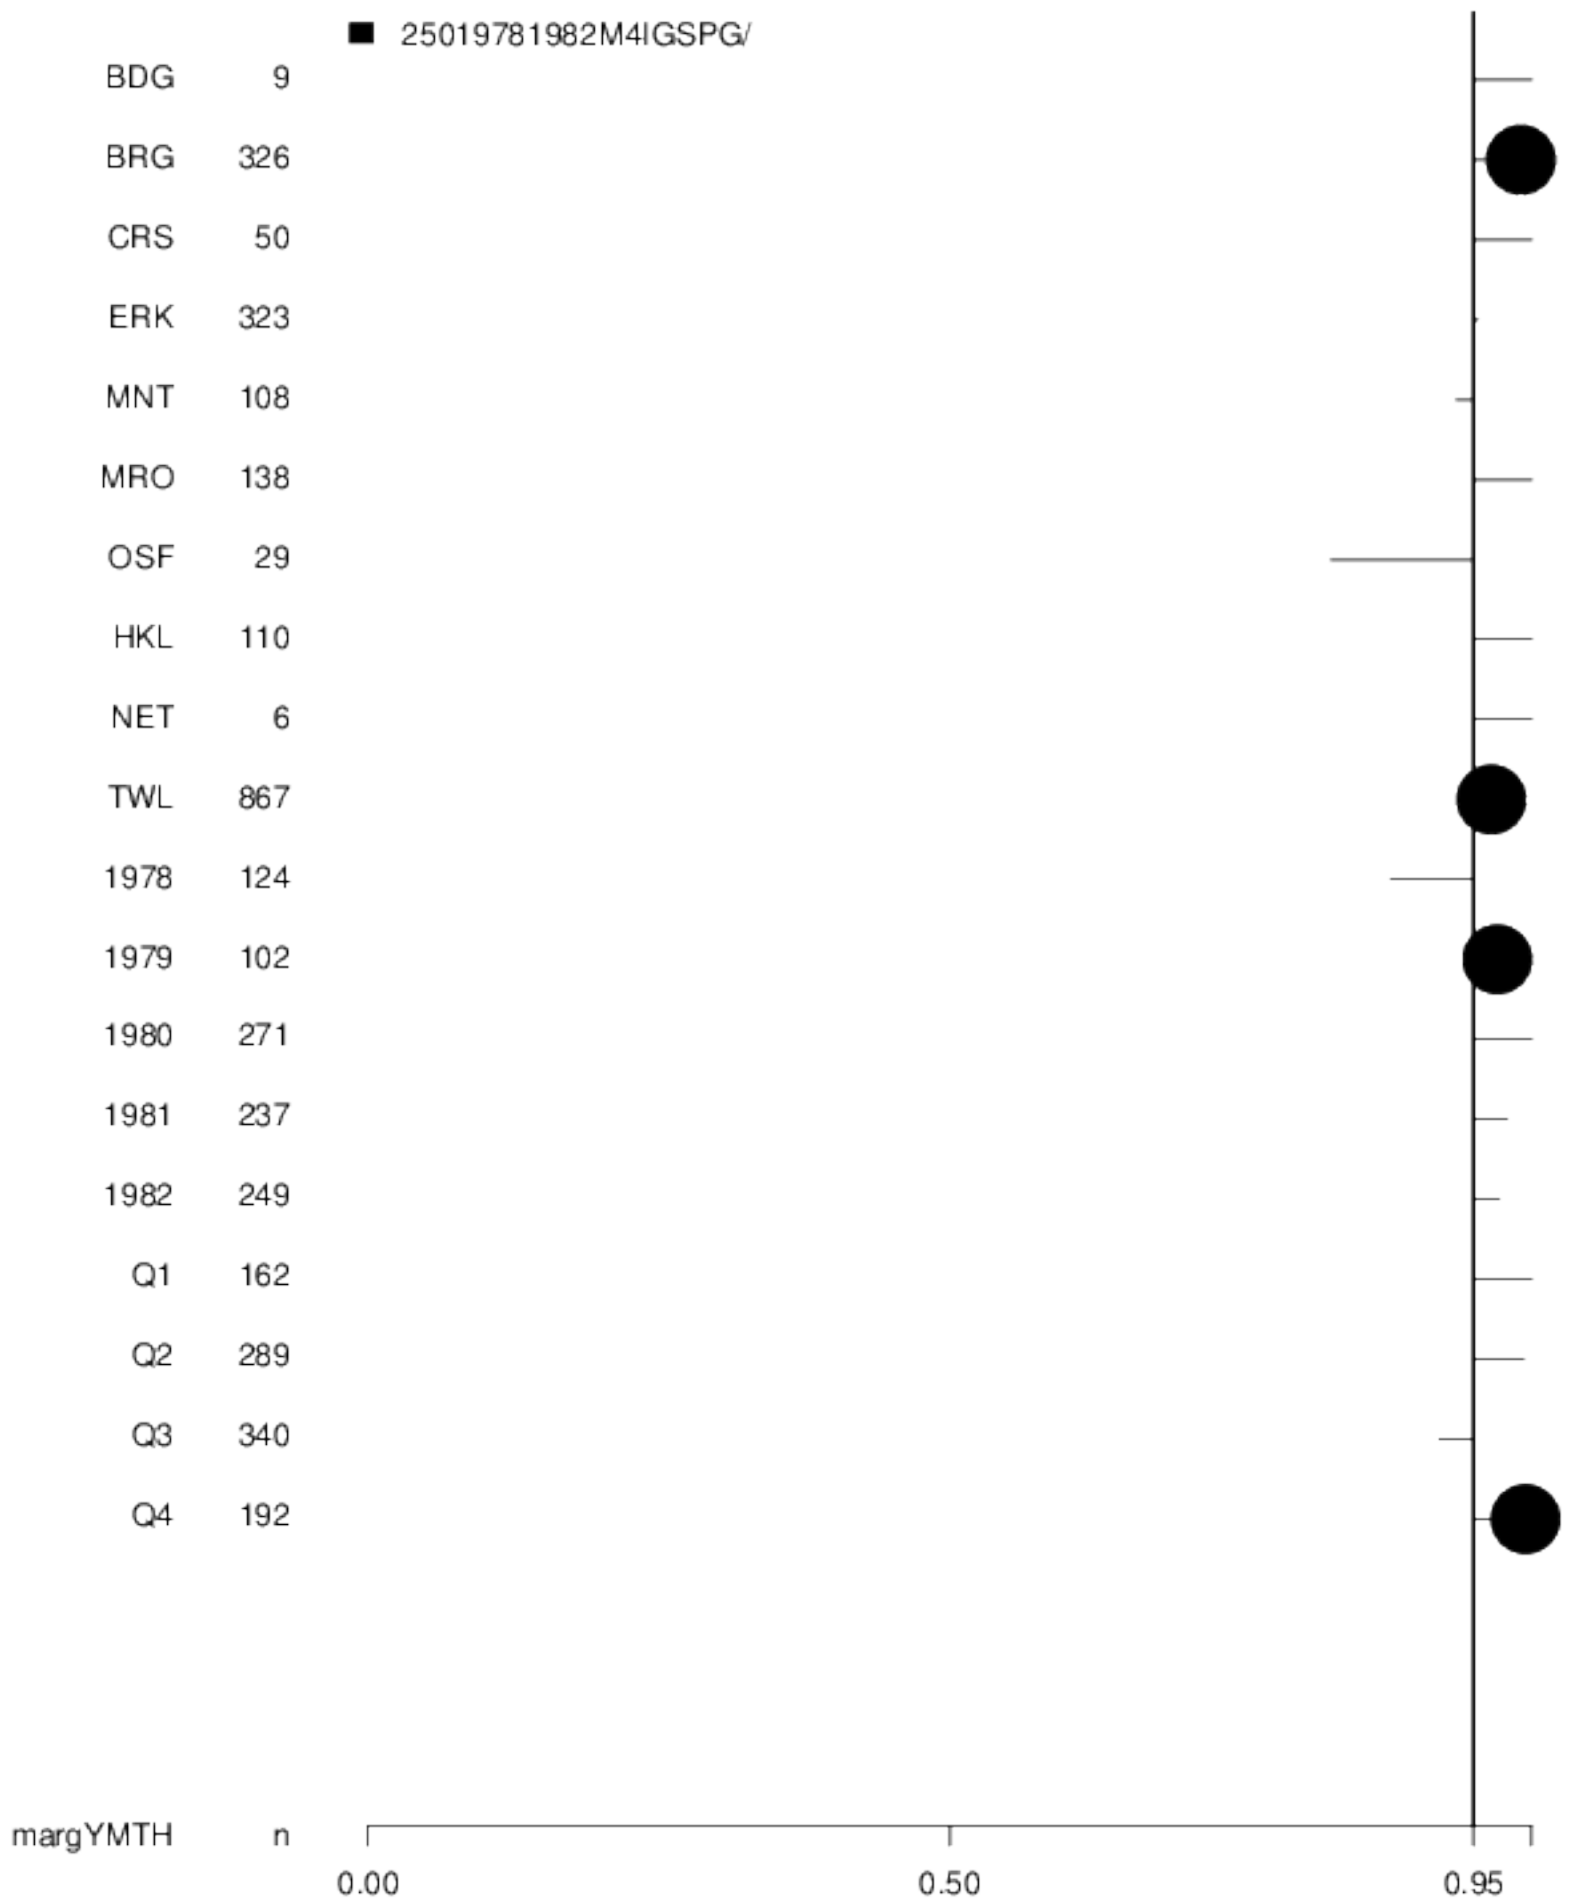 25019781982M4IGSPG/
BDG 9
BRG 326
CRS 50
ERK 323
MNT 108
MRO 138
OSF 29
HKL 110
NET 6
TWL 867
1978 124
1979 102
1980 271
1981 237
1982 249
Q1 162
Q2 289
Q3 340
Q4 192
margYMTH n
0.00 0.50 0.95